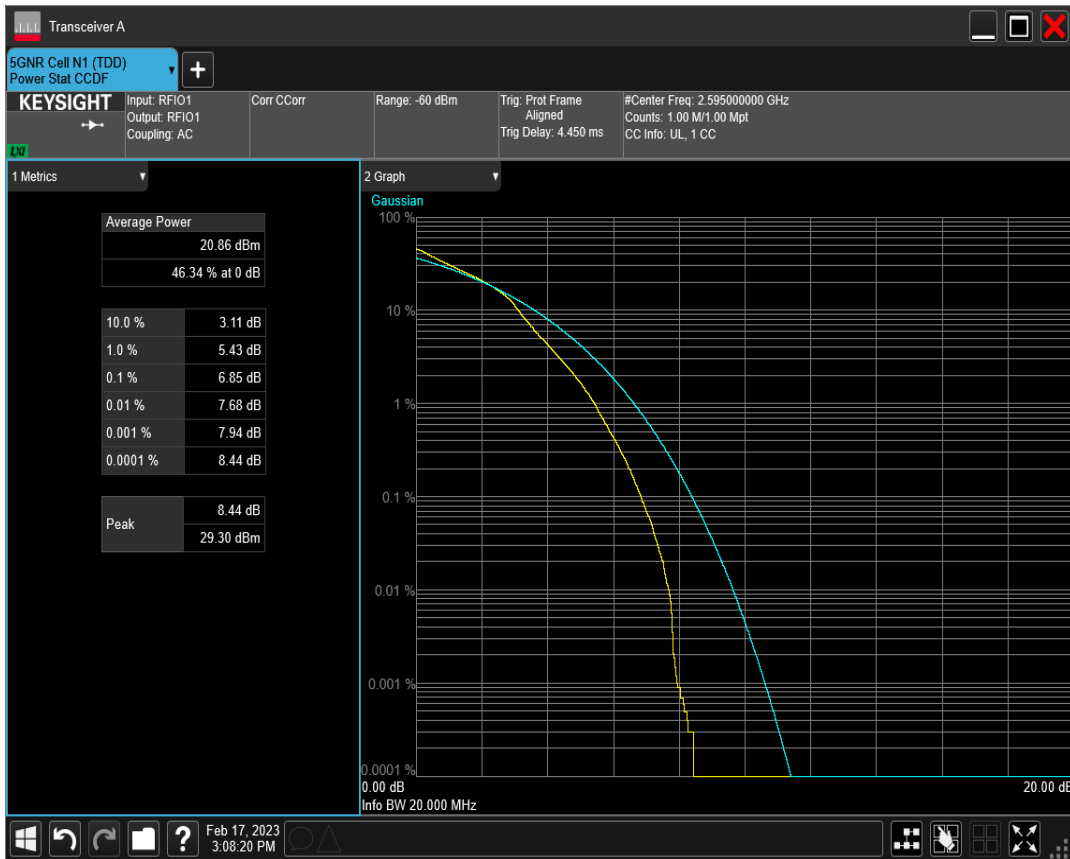 Transceiver A
5GNR Cell N1 (TDD)
Power Stat CCDF
KEYSIGHT
LXI
Input: RFIO1
Output: RFIO1
Coupling: AC
Corr CCorr
Range: -60 dBm
Trig: Prot Frame
Aligned
Trig Delay: 4.450 ms
#Center Freq: 2.595000000 GHz
Counts: 1.00 M/1.00 Mpt
CC Info: UL, 1 CC
1 Metrics
Average Power
20.86 dBm
46.34 % at 0 dB
10.0 % 3.11 dB
1.0 % 5.43 dB
0.1 % 6.85 dB
0.01 % 7.68 dB
0.001 % 7.94 dB
0.0001 % 8.44 dB
Peak
8.44 dB
29.30 dBm
2 Graph
Gaussian
100 %
10 %
1 %
0.1 %
0.01 %
0.001 %
0.0001 %
0.00 dB 20.00 dB
Info BW 20.000 MHz
?
Feb 17, 2023
3:08:20 PM